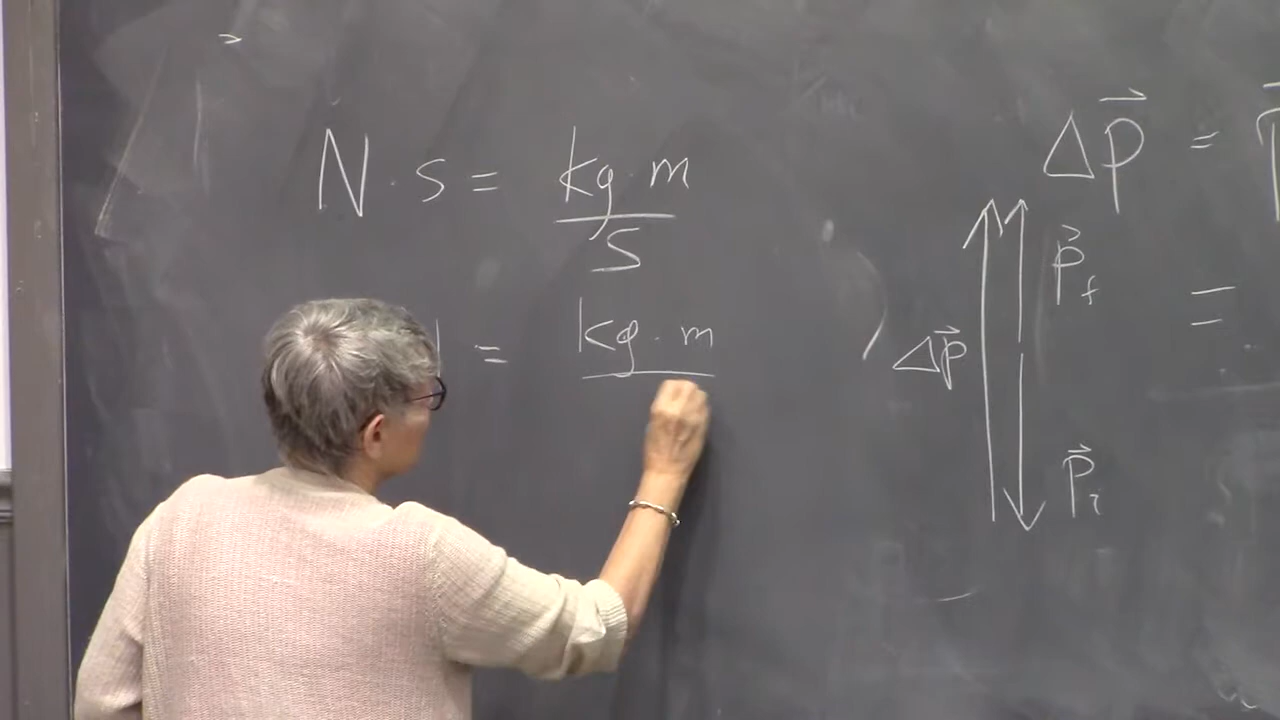 N · s = kg · m
s
= kg · m
Δp⃗ =
p⃗f
=
Δp⃗
p⃗i